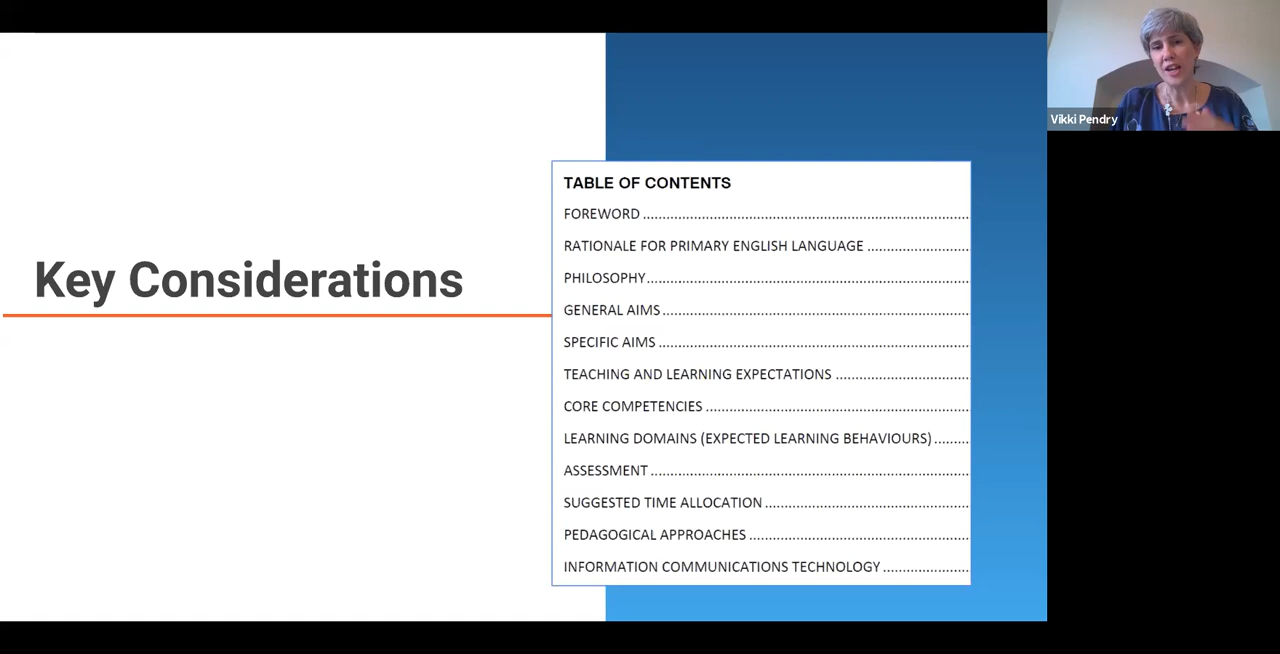 Key Considerations
TABLE OF CONTENTS
FOREWORD
RATIONALE FOR PRIMARY ENGLISH LANGUAGE
PHILOSOPHY
GENERAL AIMS
SPECIFIC AIMS
TEACHING AND LEARNING EXPECTATIONS
CORE COMPETENCIES
LEARNING DOMAINS (EXPECTED LEARNING BEHAVIOURS)
ASSESSMENT
SUGGESTED TIME ALLOCATION
PEDAGOGICAL APPROACHES
INFORMATION COMMUNICATIONS TECHNOLOGY
Vikki Pendry